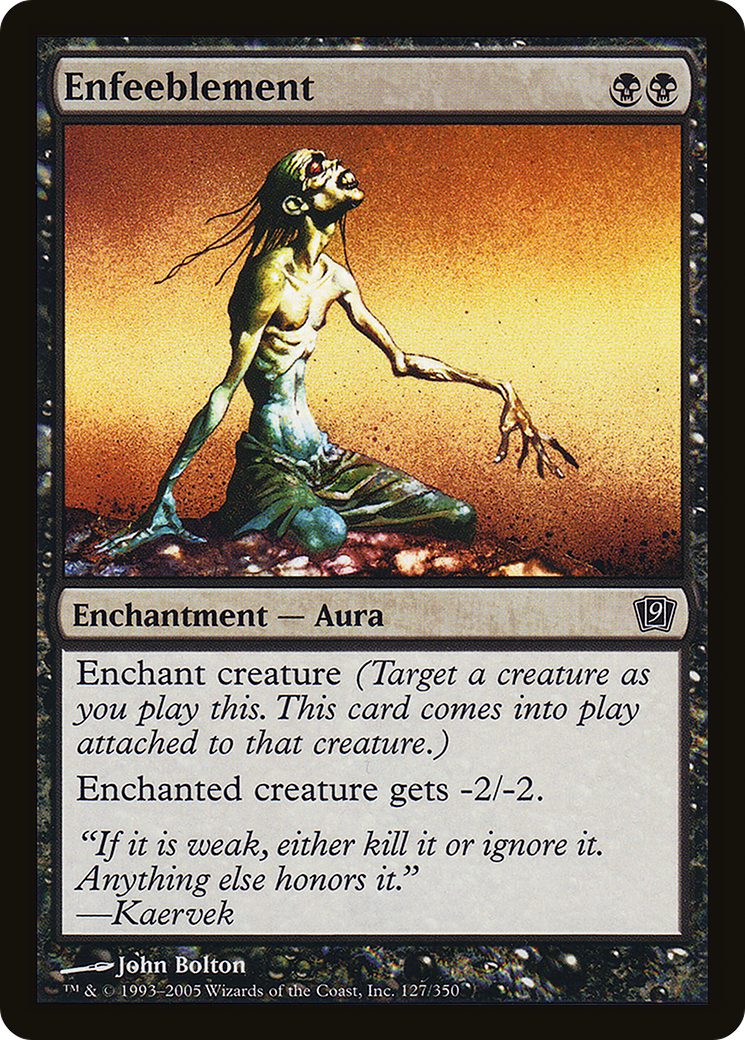 Enfeeblement
Enchantment — Aura
9
Enchant creature (Target a creature as
you play this. This card comes into play
attached to that creature.)
Enchanted creature gets -2/-2.
“If it is weak, either kill it or ignore it.
Anything else honors it.”
—Kaervek
John Bolton
™ & © 1993–2005 Wizards of the Coast, Inc. 127/350